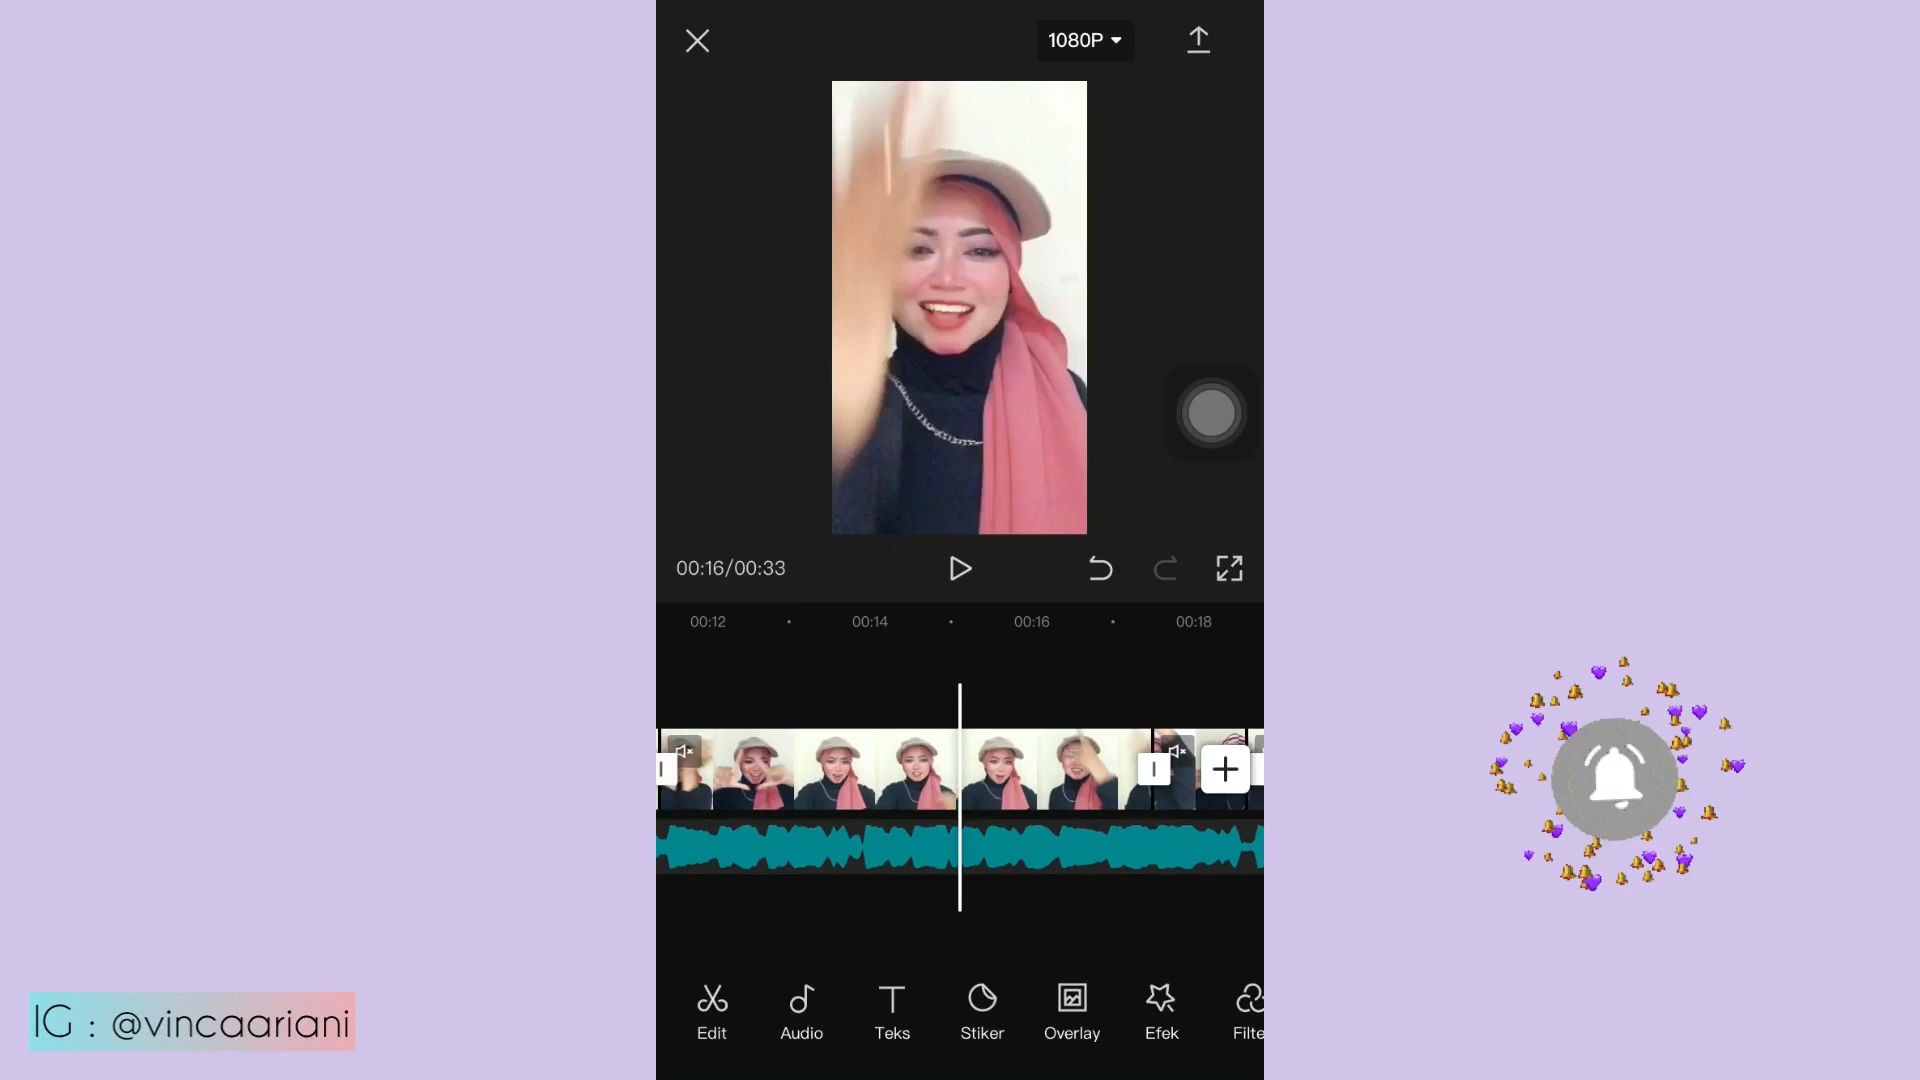 1080P
00:16/00:33
00:12
00:14
00:16
00:18
Edit
Audio
Teks
Stiker
Overlay
Efek
Filte
IG : @vincaariani